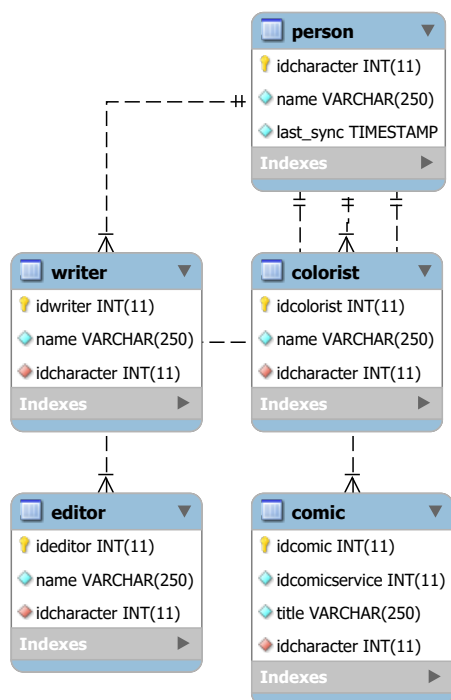 person
idcharacter INT(11)
name VARCHAR(250)
last_sync TIMESTAMP
Indexes
writer
idwriter INT(11)
name VARCHAR(250)
idcharacter INT(11)
Indexes
colorist
idcolorist INT(11)
name VARCHAR(250)
idcharacter INT(11)
Indexes
editor
ideditor INT(11)
name VARCHAR(250)
idcharacter INT(11)
Indexes
comic
idcomic INT(11)
idcomicservice INT(11)
title VARCHAR(250)
idcharacter INT(11)
Indexes